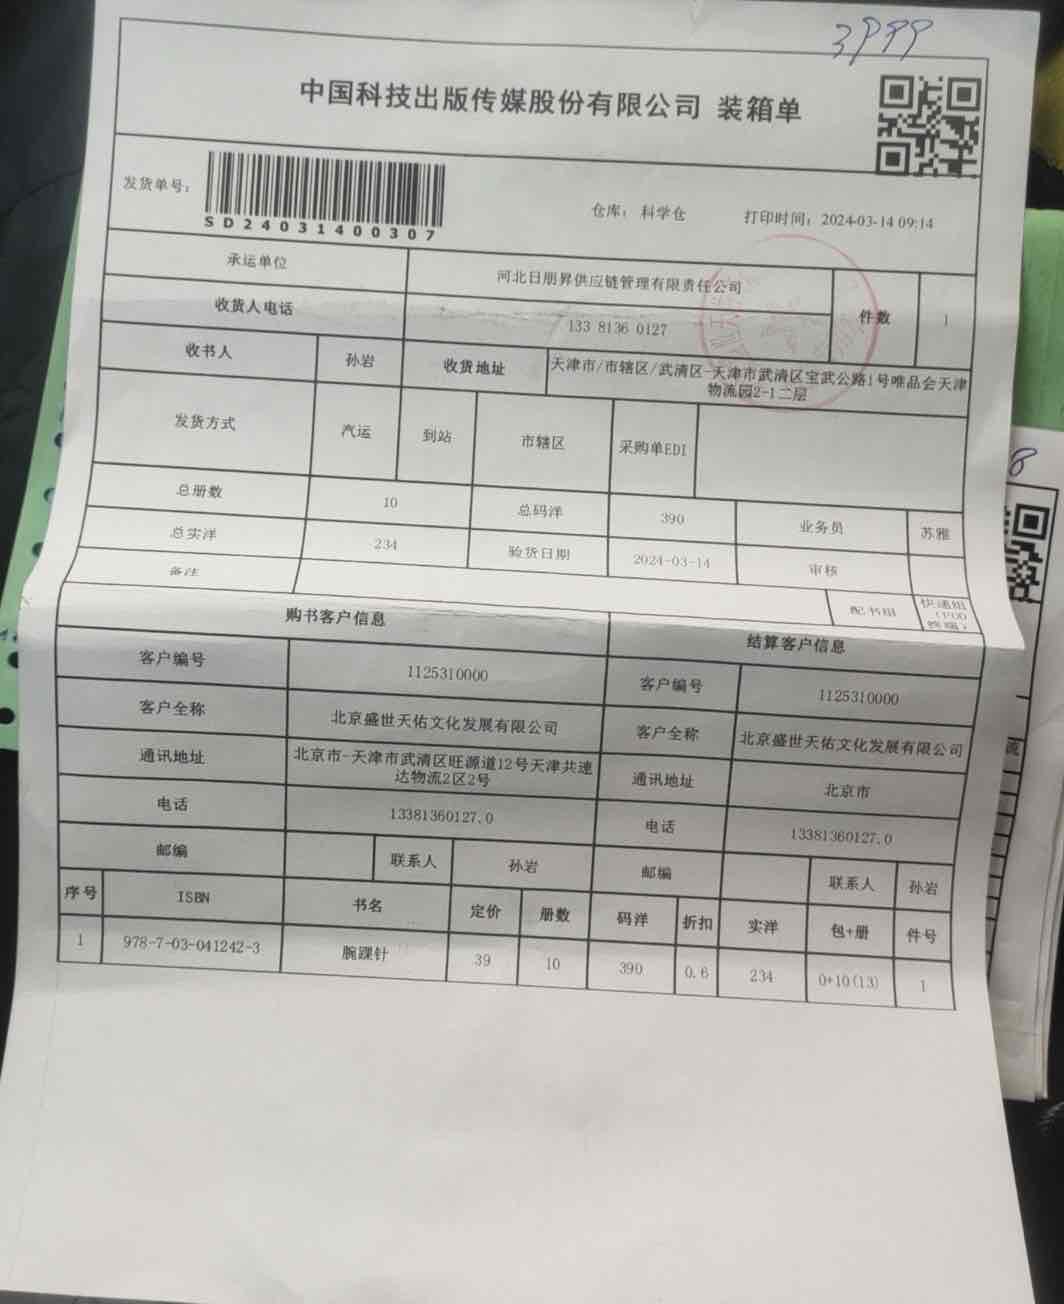 3999
中国科技出版传媒股份有限公司 装箱单
发货单号：
SD24031400307
仓库： 科学仓
打印时间： 2024-03-14 09:14
承运单位 河北日朋昇供应链管理有限责任公司 件数 1
收货人电话 133 8136 0127
收书人 孙岩 收货地址 天津市/市辖区/武清区-天津市武清区宝武公路1号唯品会天津
物流园2-1二层
发货方式 汽运 到站 市辖区 采购单EDI
总册数 10 总码洋 390 业务员 苏雅
总实洋 234 验货日期 2024-03-14 审核
备注 配书组 快递组
(POD
终端)
购书客户信息 结算客户信息
客户编号 1125310000 客户编号 1125310000
客户全称 北京盛世天佑文化发展有限公司 客户全称 北京盛世天佑文化发展有限公司
通讯地址 北京市-天津市武清区旺源道12号天津共速
达物流2区2号 通讯地址 北京市
电话 13381360127.0 电话 13381360127.0
邮编 联系人 孙岩 邮编 联系人 孙岩
序号 ISBN 书名 定价 册数 码洋 折扣 实洋 包+册 件号
1 978-7-03-041242-3 腕踝针 39 10 390 0.6 234 0+10(13) 1
8